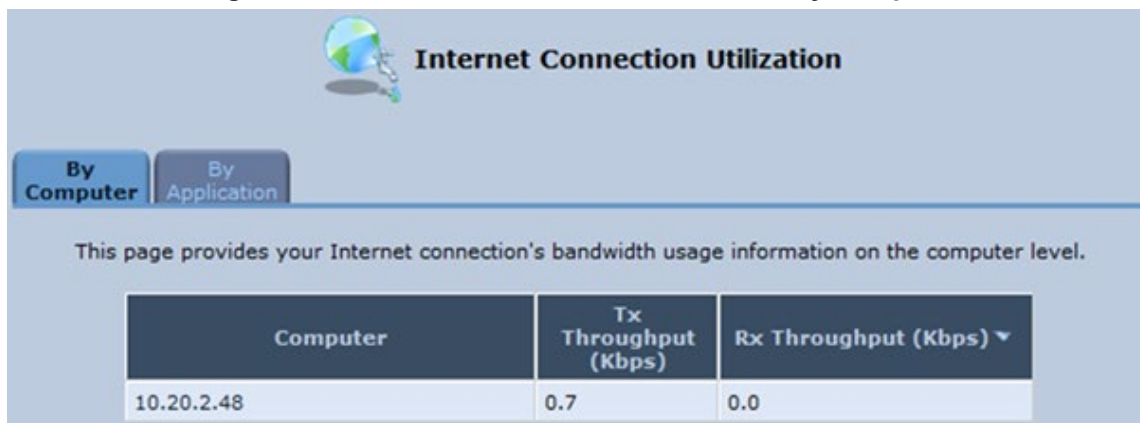 Internet Connection Utilization
By
Computer
By
Application
This page provides your Internet connection's bandwidth usage information on the computer level.
Computer
Tx
Throughput
(Kbps)
Rx Throughput (Kbps)
10.20.2.48
0.7
0.0